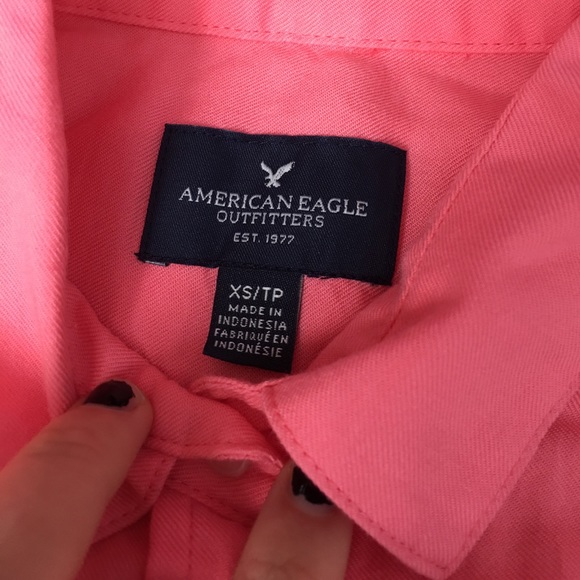 AMERICAN EAGLE
OUTFITTERS
EST. 1977
XS/TP
MADE IN
INDONESIA
FABRIQUÉ EN
INDONÉSIE